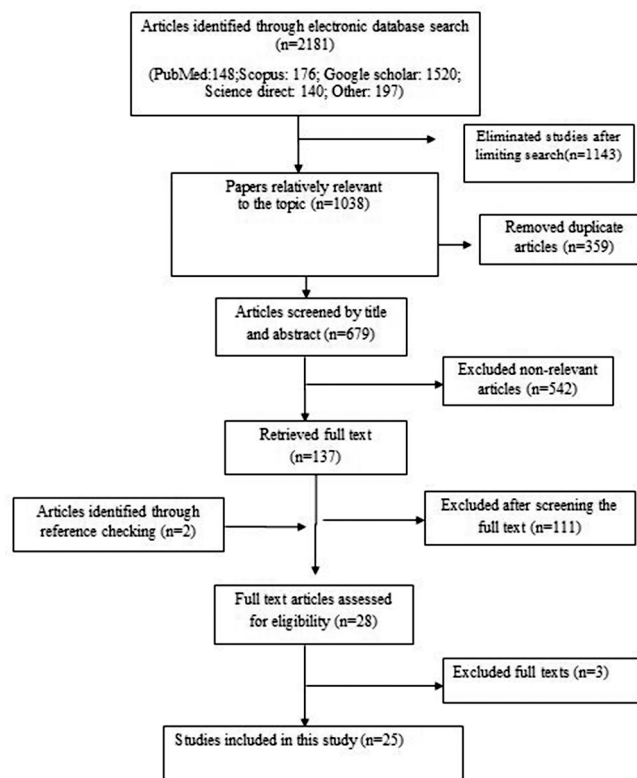 Articles identified through electronic database search
(n=2181)
(PubMed:148;Scopus: 176; Google scholar: 1520;
Science direct: 140; Other: 197)
Eliminated studies after
limiting search(n=1143)
Papers relatively relevant
to the topic (n=1038)
Removed duplicate
articles (n=359)
Articles screened by title
and abstract (n=679)
Excluded non-relevant
articles (n=542)
Retrieved full text
(n=137)
Articles identified through
reference checking (n=2)
Excluded after screening the
full text (n=111)
Full text articles assessed
for eligibility (n=28)
Excluded full texts (n=3)
Studies included in this study (n=25)